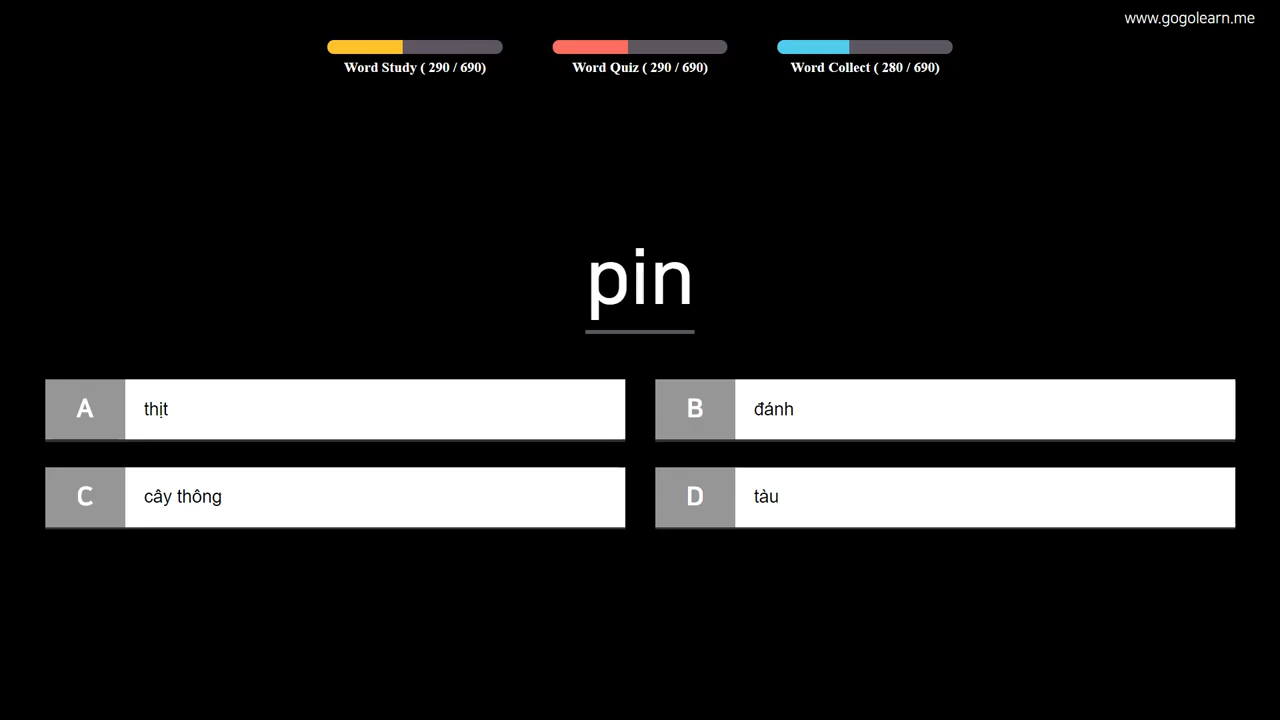 www.gogolearn.me
Word Study ( 290 / 690)
Word Quiz ( 290 / 690)
Word Collect ( 280 / 690)
pin
A thịt
B đánh
C cây thông
D tàu